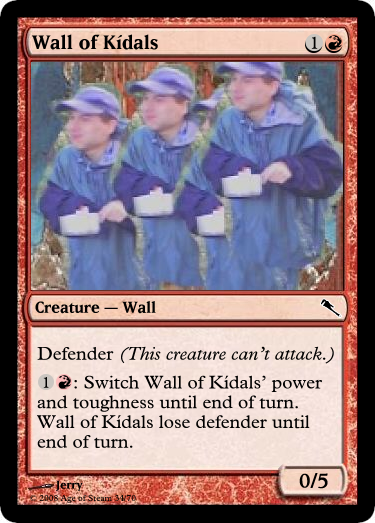 Wall of Kídals 1
Creature — Wall
Defender (This creature can't attack.)
1 : Switch Wall of Kídals' power
and toughness until end of turn.
Wall of Kídals lose defender until
end of turn.
Jerry
0/5
© 2008 Age of Steam 34/70